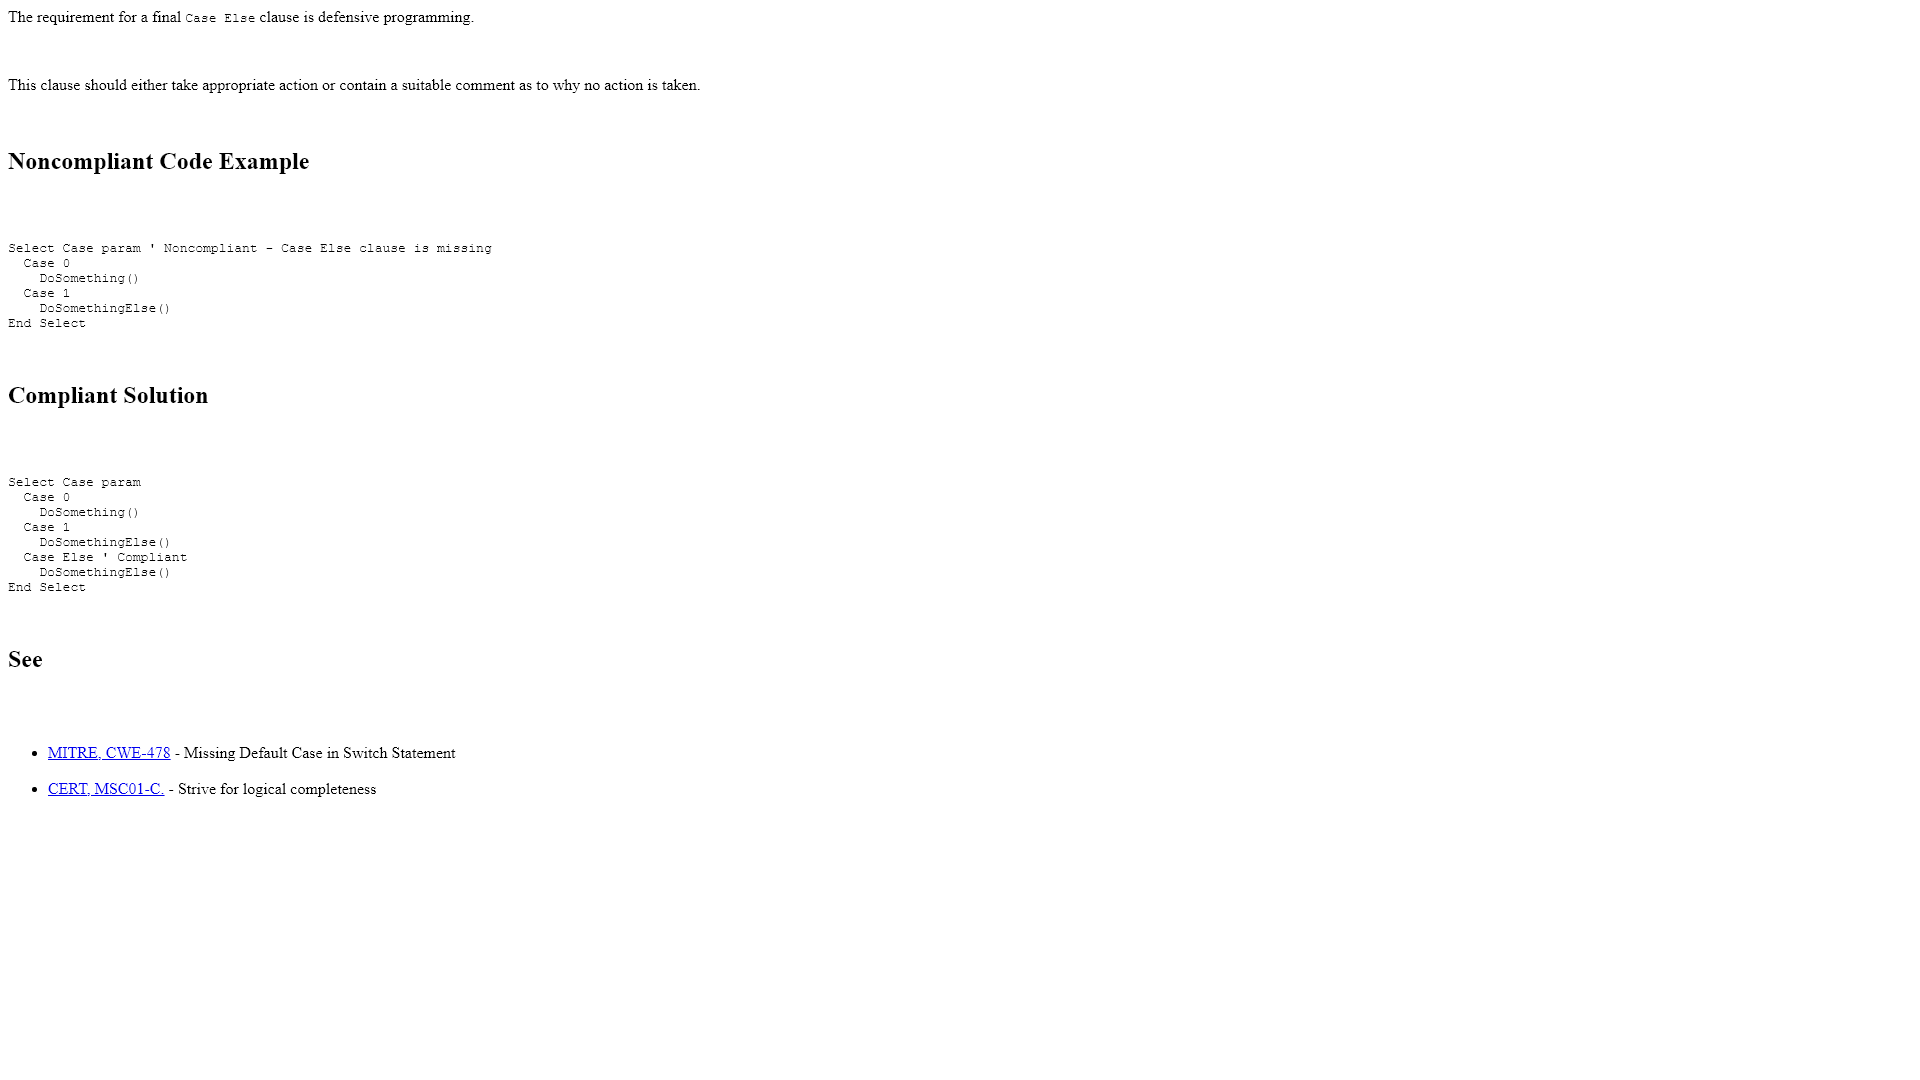 The requirement for a final Case Else clause is defensive programming.
This clause should either take appropriate action or contain a suitable comment as to why no action is taken.
Noncompliant Code Example
Select Case param ' Noncompliant - Case Else clause is missing
  Case 0
    DoSomething()
  Case 1
    DoSomethingElse()
End Select
Compliant Solution
Select Case param
  Case 0
    DoSomething()
  Case 1
    DoSomethingElse()
  Case Else ' Compliant
    DoSomethingElse()
End Select
See
• MITRE, CWE-478 - Missing Default Case in Switch Statement
• CERT, MSC01-C. - Strive for logical completeness